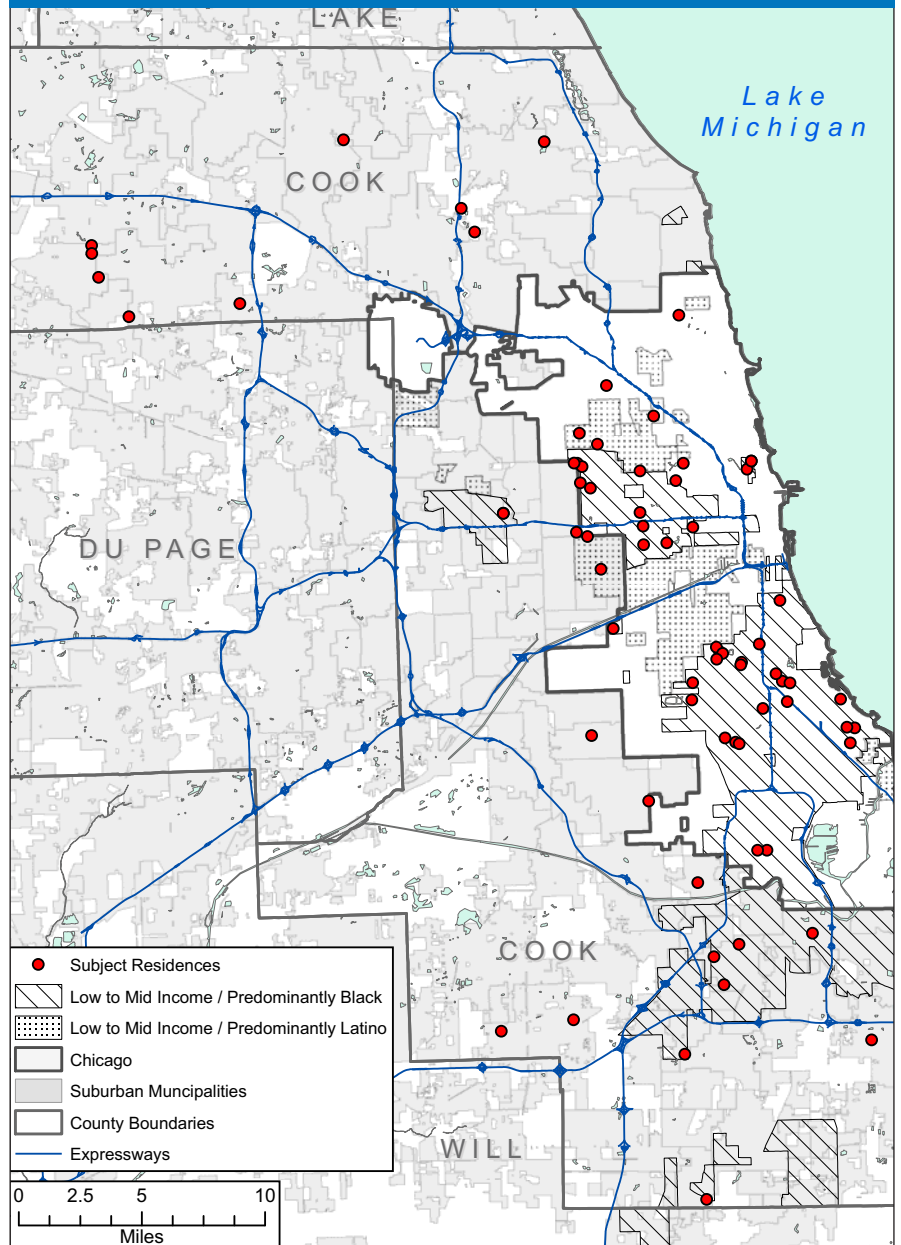 LAKE
Lake
Michigan
COOK
DU PAGE
COOK
Subject Residences
Low to Mid Income / Predominantly Black
Low to Mid Income / Predominantly Latino
Chicago
Suburban Muncipalities
County Boundaries
Expressways
WILL
0 2.5 5 10
Miles